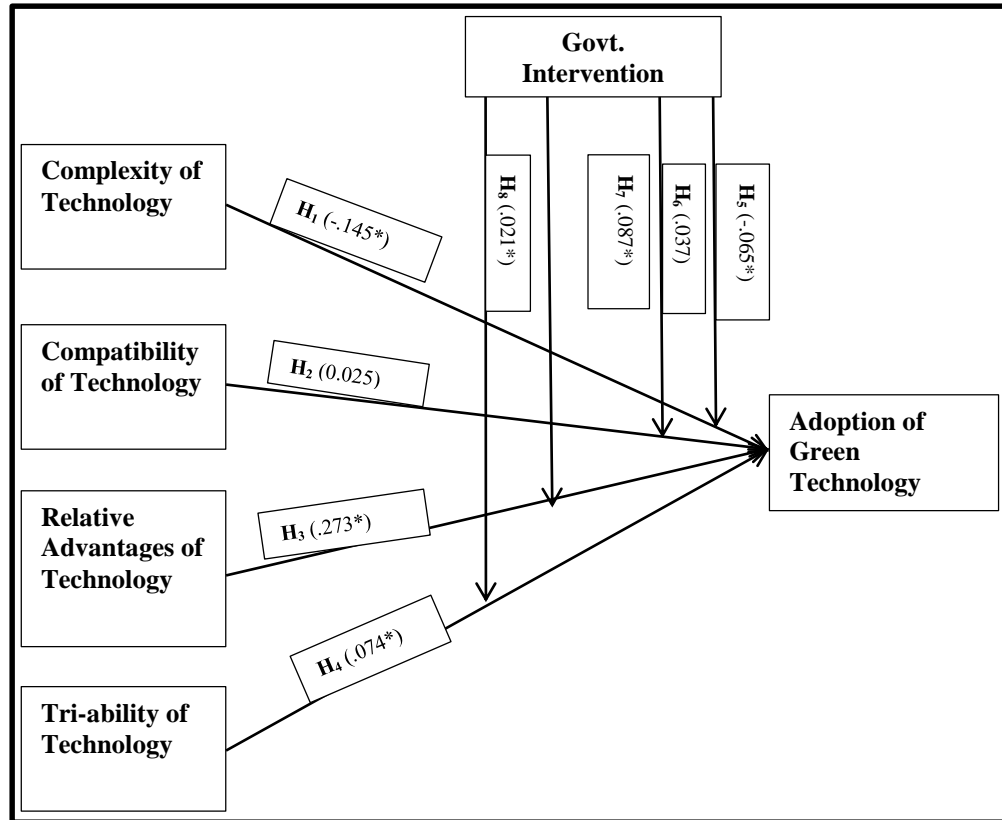 Govt.
Intervention
Complexity of
Technology
H₁ (-.145*)
H₈ (.021*)
H₇ (.087*)
H₆ (.037)
H₅ (-.065*)
Compatibility
of Technology
H₂ (0.025)
Adoption of
Green
Technology
Relative
Advantages of
Technology
H₃ (.273*)
H₄ (.074*)
Tri-ability of
Technology